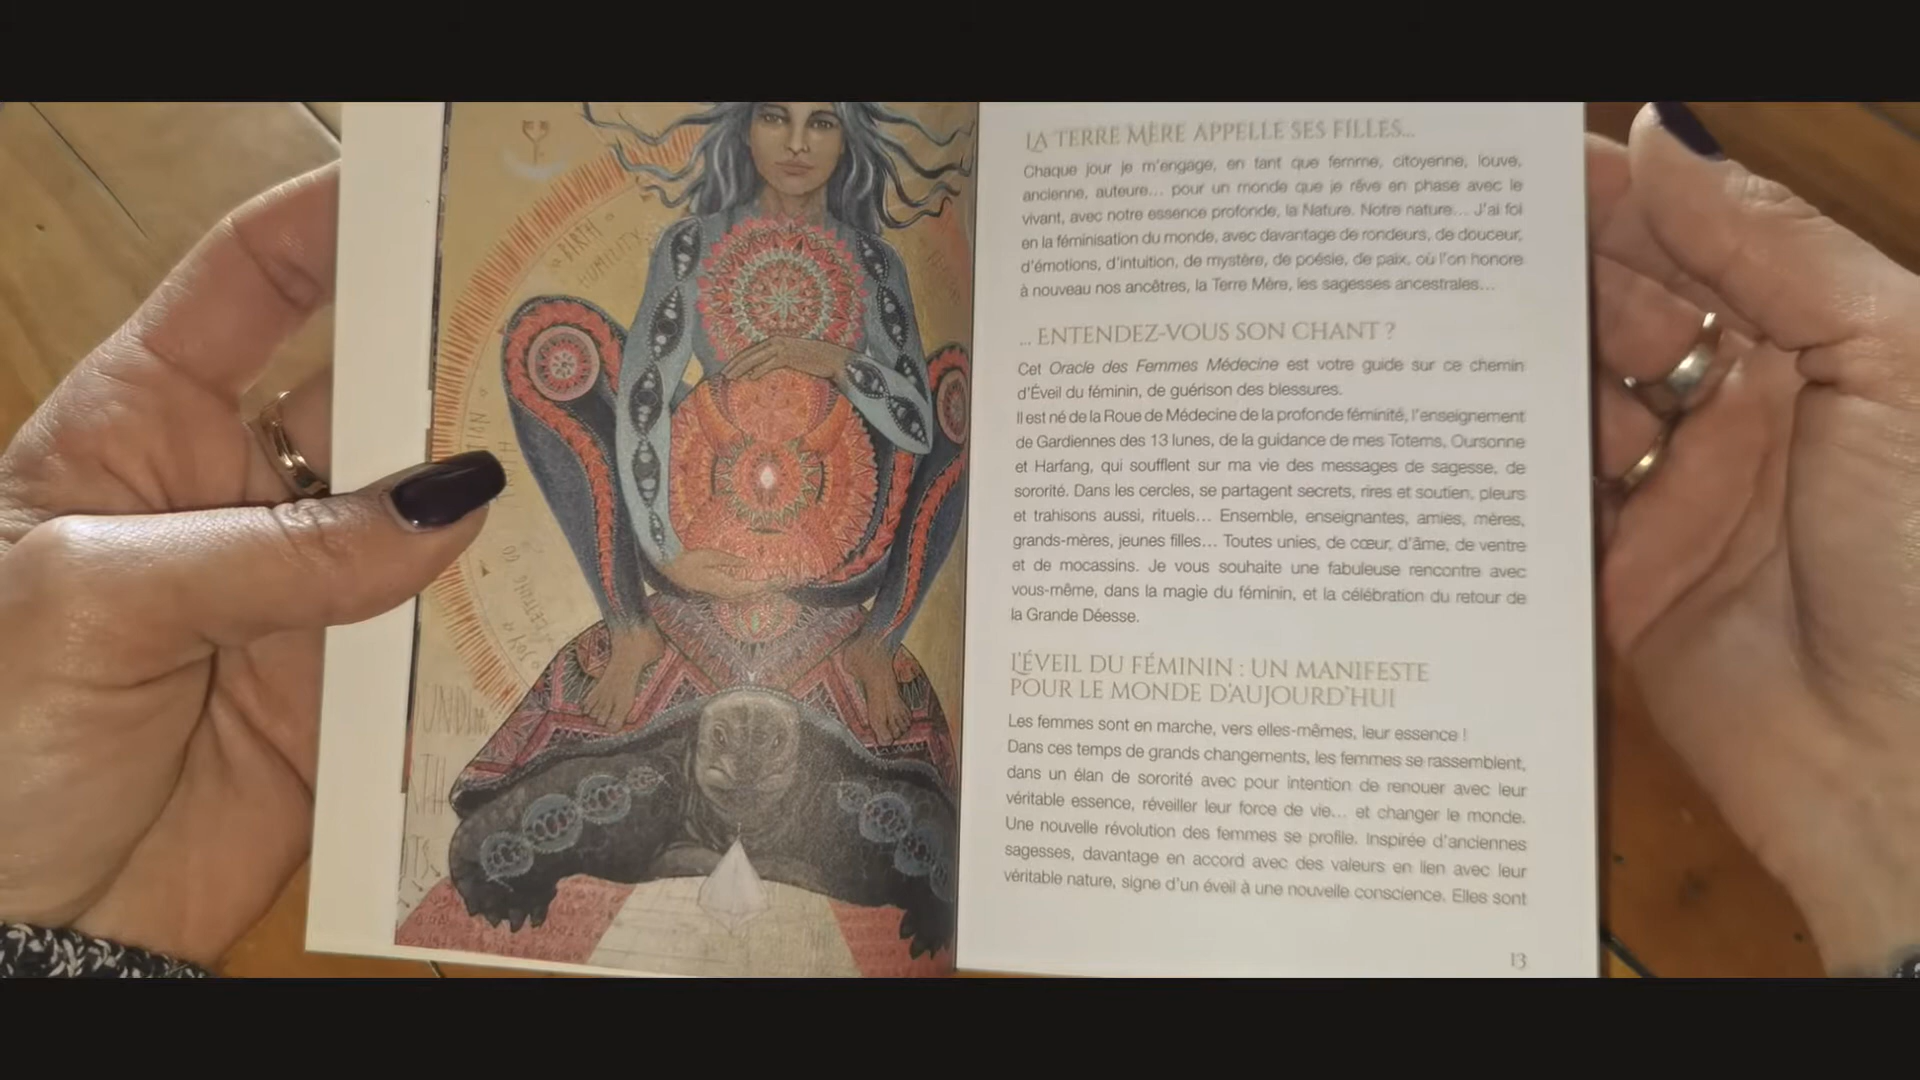 BIRTH
HUMILITY
LETTING GO
JOY
LA TERRE MÈRE APPELLE SES FILLES...
Chaque jour je m'engage, en tant que femme, citoyenne, louve,
ancienne, auteure... pour un monde que je rêve en phase avec le
vivant, avec notre essence profonde, la Nature. Notre nature... J'ai foi
en la féminisation du monde, avec davantage de rondeurs, de douceur,
d'émotions, d'intuition, de mystère, de poésie, de paix, où l'on honore
à nouveau nos ancêtres, la Terre Mère, les sagesses ancestrales...
... ENTENDEZ-VOUS SON CHANT ?
Cet Oracle des Femmes Médecine est votre guide sur ce chemin
d'Éveil du féminin, de guérison des blessures.
Il est né de la Roue de Médecine de la profonde féminité, l'enseignement
de Gardiennes des 13 lunes, de la guidance de mes Totems, Oursonne
et Harfang, qui soufflent sur ma vie des messages de sagesse, de
sororité. Dans les cercles, se partagent secrets, rires et soutien, pleurs
et trahisons aussi, rituels... Ensemble, enseignantes, amies, mères,
grands-mères, jeunes filles... Toutes unies, de cœur, d'âme, de ventre
et de mocassins. Je vous souhaite une fabuleuse rencontre avec
vous-même, dans la magie du féminin, et la célébration du retour de
la Grande Déesse.
L'ÉVEIL DU FÉMININ : UN MANIFESTE
POUR LE MONDE D'AUJOURD'HUI
Les femmes sont en marche, vers elles-mêmes, leur essence !
Dans ces temps de grands changements, les femmes se rassemblent,
dans un élan de sororité avec pour intention de renouer avec leur
véritable essence, réveiller leur force de vie... et changer le monde.
Une nouvelle révolution des femmes se profile. Inspirée d'anciennes
sagesses, davantage en accord avec des valeurs en lien avec leur
véritable nature, signe d'un éveil à une nouvelle conscience. Elles sont
13